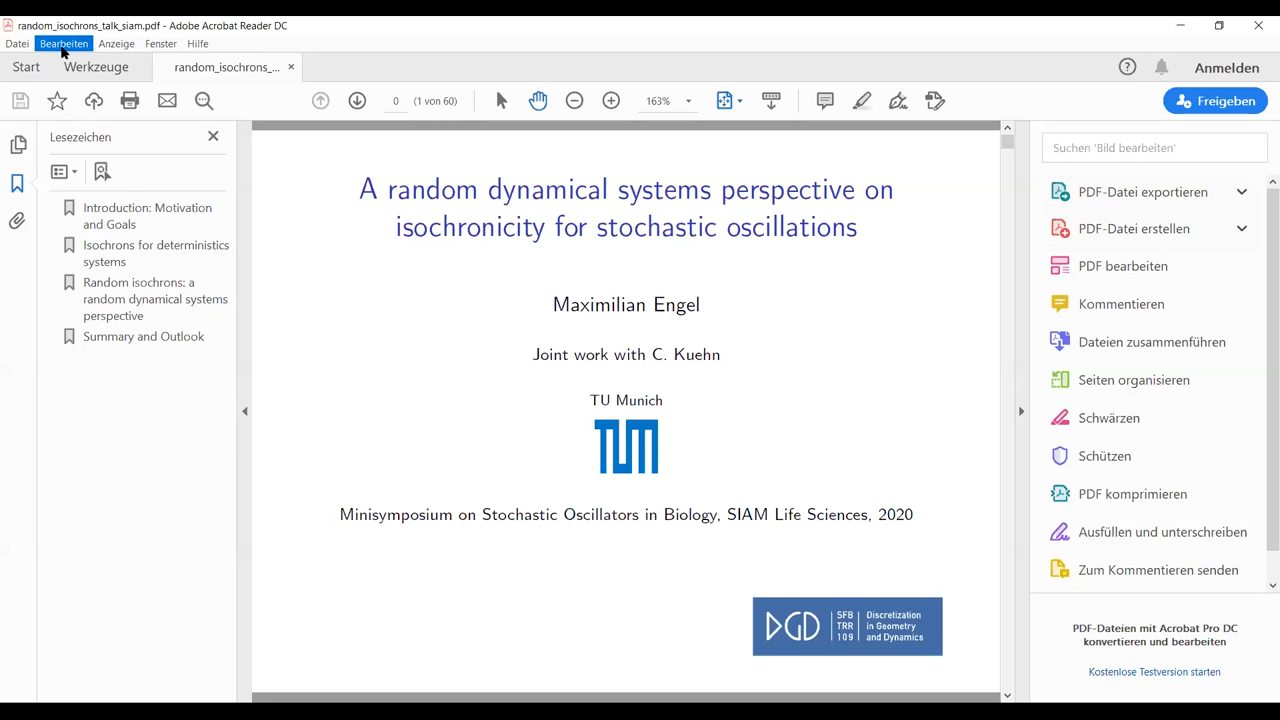 random_isochrons_talk_siam.pdf - Adobe Acrobat Reader DC
Datei Bearbeiten Anzeige Fenster Hilfe
Start Werkzeuge random_isochrons_... Anmelden
0 (1 von 60) 163% Freigeben
Lesezeichen
Introduction: Motivation
and Goals
Isochrons for deterministics
systems
Random isochrons: a
random dynamical systems
perspective
Summary and Outlook
A random dynamical systems perspective on
isochronicity for stochastic oscillations
Maximilian Engel
Joint work with C. Kuehn
TU Munich
TUM
Minisymposium on Stochastic Oscillators in Biology, SIAM Life Sciences, 2020
DGD
SFB
TRR
109
Discretization
in Geometry
and Dynamics
Suchen 'Bild bearbeiten'
PDF-Datei exportieren
PDF-Datei erstellen
PDF bearbeiten
Kommentieren
Dateien zusammenführen
Seiten organisieren
Schwärzen
Schützen
PDF komprimieren
Ausfüllen und unterschreiben
Zum Kommentieren senden
PDF-Dateien mit Acrobat Pro DC
konvertieren und bearbeiten
Kostenlose Testversion starten